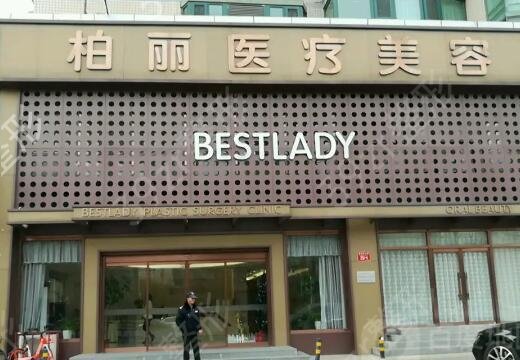 柏丽医疗美容
BESTLADY
BESTLADY PLASTIC SURGERY CLINIC
ORAL BEAUTY